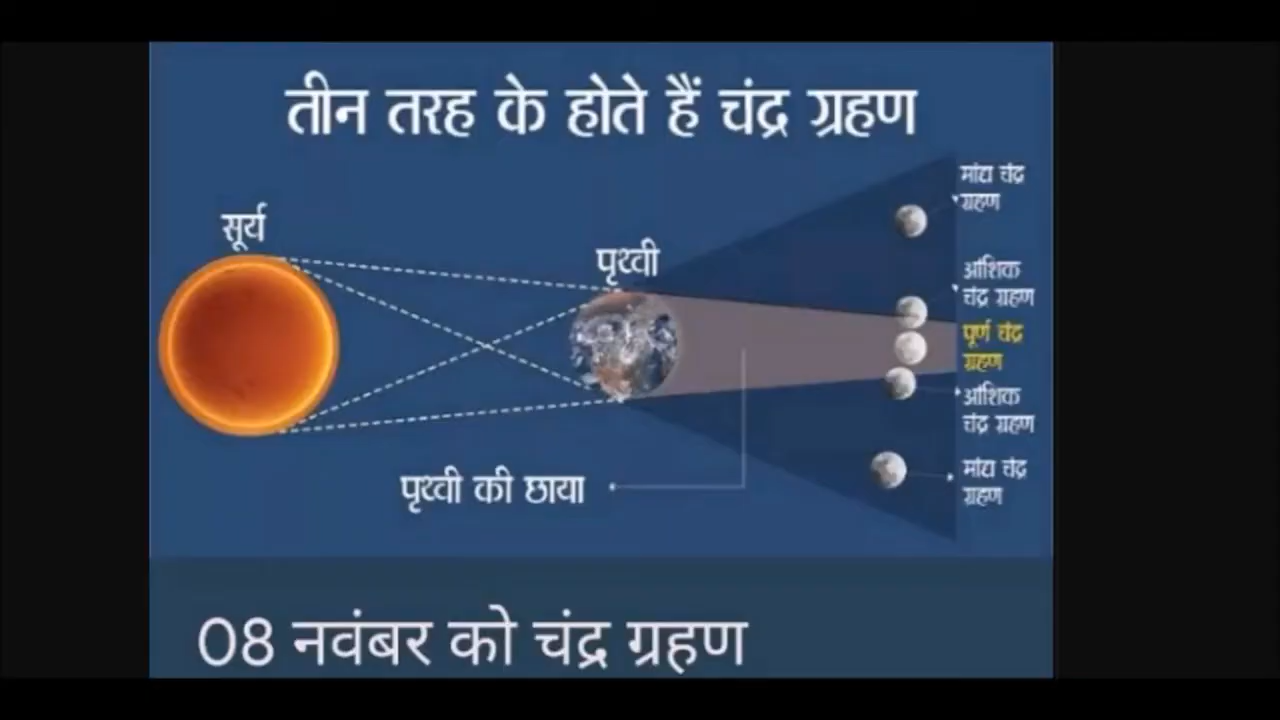 तीन तरह के होते हैं चंद्र ग्रहण
सूर्य
पृथ्वी
मांद्य चंद्र
ग्रहण
आंशिक
चंद्र ग्रहण
पूर्ण चंद्र
ग्रहण
आंशिक
चंद्र ग्रहण
मांद्य चंद्र
ग्रहण
पृथ्वी की छाया
08 नवंबर को चंद्र ग्रहण